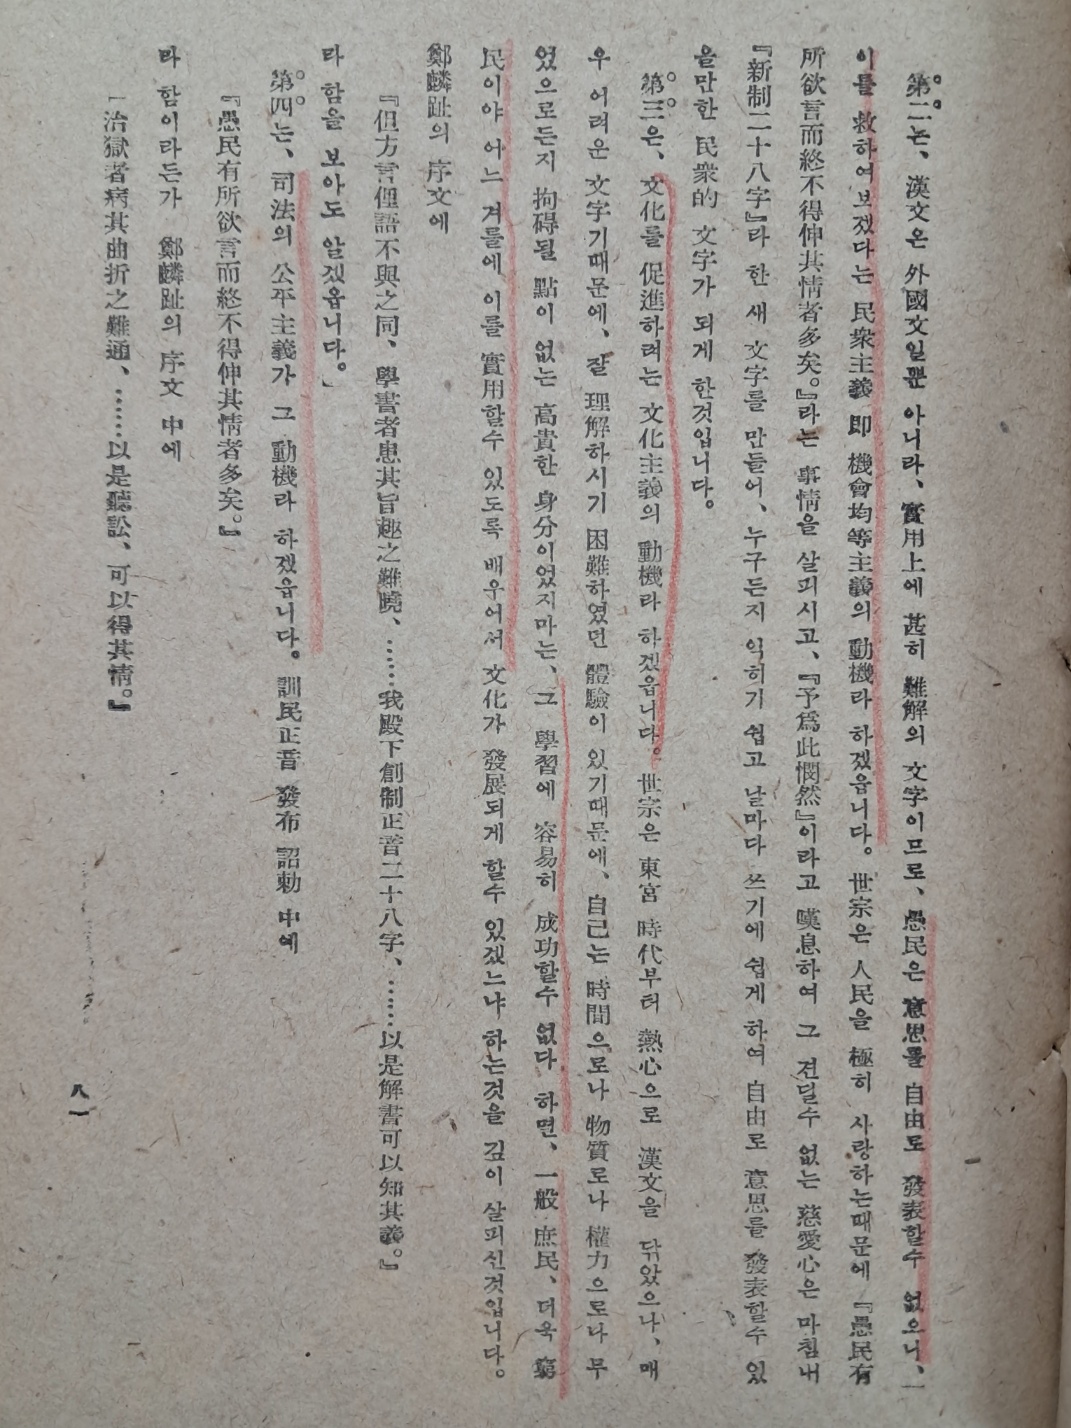 第二는、漢文은 外國文일뿐 아니라、實用上에 甚히 難解의 文字이므로、愚民은 意思를 自由로 發表할수 없으니、
이를 救하여보겠다는 民衆主義 即 機會均等主義의 動機라 하겠읍니다。世宗은 人民을 極히 사랑하는때문에 『愚民有
所欲言而終不得伸其情者多矣。』라는 事情을 살피시고、『予爲此憫然』이라고 嘆息하여 그 견딜수 없는 慈愛心은 마침내
『新制二十八字』라 한 새 文字를 만들어、누구든지 익히기 쉽고 날마다 쓰기에 쉽게 하여 自由로 意思를 發表할수 있
을만한 民衆的 文字가 되게 한것입니다。
第三은、文化를 促進하려는 文化主義의 動機라 하겠읍니다。世宗은 東宮 時代부터 熱心으로 漢文을 닦았으나、매
우 어려운 文字기때문에、잘 理解하시기 困難하였던 體驗이 있기때문에、自己는 時間으로나 物質로나 權力으로나 무
었으로든지 拘碍될 點이 없는 高貴한 身分이었지마는、그 學習에 容易히 成功할수 없다 하면、一般 庶民、더욱 窮
民이야 어느 겨를에 이를 實用할수 있도록 배우어서 文化가 發展되게 할수 있겠느냐 하는것을 깊이 살피신것입니다。
鄭麟趾의 序文에
『但方言俚語不與之同、學書者患其旨趣之難曉、……我殿下創制正音二十八字、……以是解書可以知其義。』
라 함을 보아도 알겠읍니다。」
第四는、司法의 公平主義가 그 動機라 하겠읍니다。訓民正音 發布 詔勅 中에
『愚民有所欲言而終不得伸其情者多矣。』
라 함이라든가 鄭麟趾의 序文 中에
「治獄者病其曲折之難通、……以是聽訟、可以得其情。』
八一